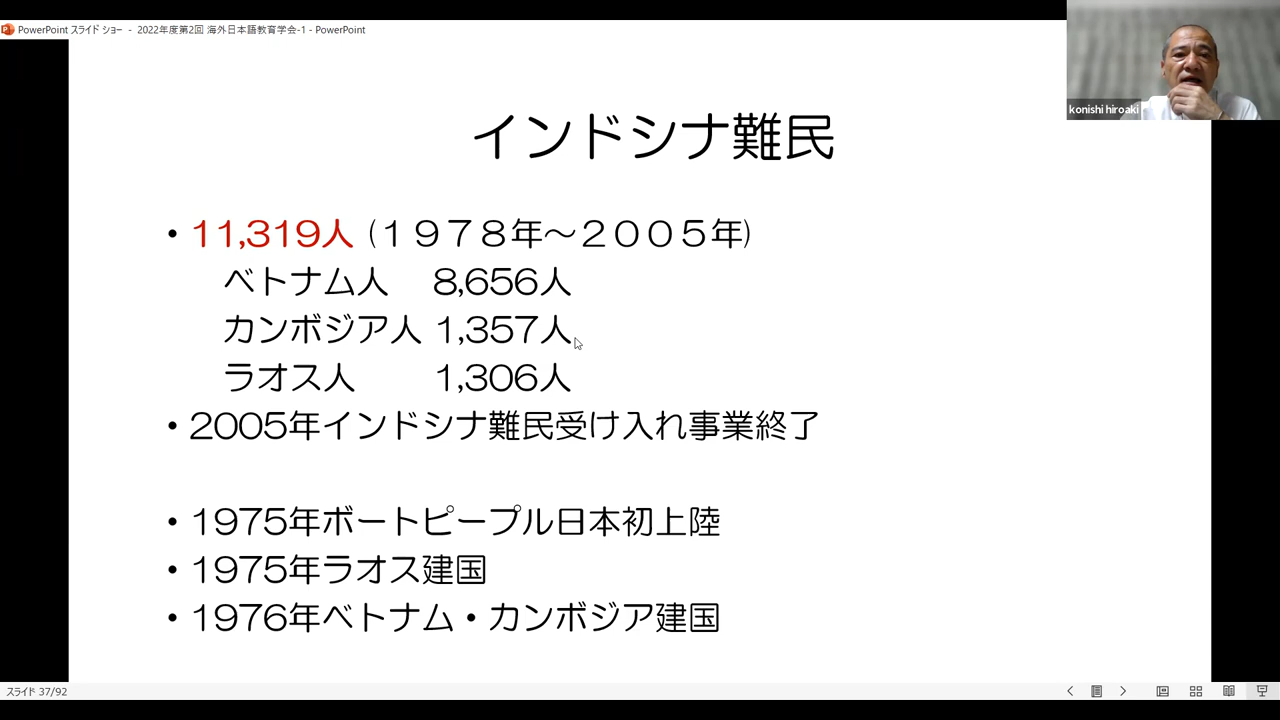 PowerPoint スライド ショー - 2022年度第2回 海外日本語教育学会-1 - PowerPoint
konishi hiroaki
インドシナ難民
• 11,319人 (１９７８年～２００５年)
ベトナム人 8,656人
カンボジア人 1,357人
ラオス人 1,306人
• 2005年インドシナ難民受け入れ事業終了
• 1975年ボートピープル日本初上陸
• 1975年ラオス建国
• 1976年ベトナム・カンボジア建国
スライド 37/92